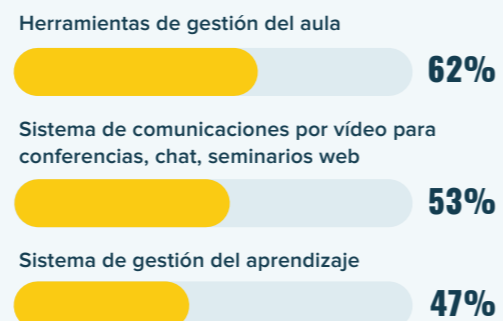 Herramientas de gestión del aula
62%
Sistema de comunicaciones por vídeo para
conferencias, chat, seminarios web
53%
Sistema de gestión del aprendizaje
47%